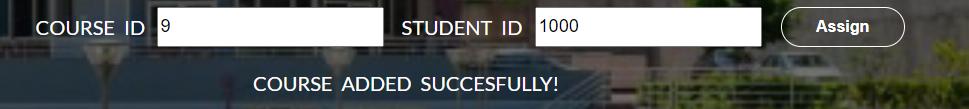 COURSE ID 9 STUDENT ID 1000 Assign
COURSE ADDED SUCCESFULLY!